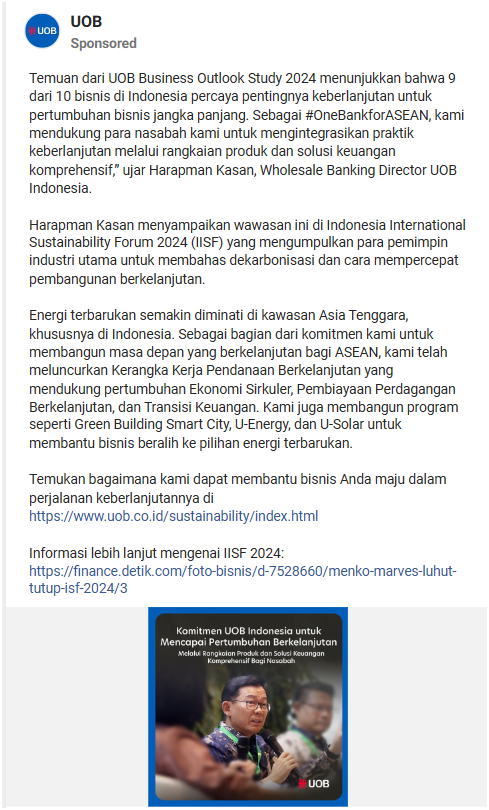 UOB
UOB
Sponsored
Temuan dari UOB Business Outlook Study 2024 menunjukkan bahwa 9
dari 10 bisnis di Indonesia percaya pentingnya keberlanjutan untuk
pertumbuhan bisnis jangka panjang. Sebagai #OneBankforASEAN, kami
mendukung para nasabah kami untuk mengintegrasikan praktik
keberlanjutan melalui rangkaian produk dan solusi keuangan
komprehensif,” ujar Harapman Kasan, Wholesale Banking Director UOB
Indonesia.
Harapman Kasan menyampaikan wawasan ini di Indonesia International
Sustainability Forum 2024 (IISF) yang mengumpulkan para pemimpin
industri utama untuk membahas dekarbonisasi dan cara mempercepat
pembangunan berkelanjutan.
Energi terbarukan semakin diminati di kawasan Asia Tenggara,
khususnya di Indonesia. Sebagai bagian dari komitmen kami untuk
membangun masa depan yang berkelanjutan bagi ASEAN, kami telah
meluncurkan Kerangka Kerja Pendanaan Berkelanjutan yang
mendukung pertumbuhan Ekonomi Sirkuler, Pembiayaan Perdagangan
Berkelanjutan, dan Transisi Keuangan. Kami juga membangun program
seperti Green Building Smart City, U-Energy, dan U-Solar untuk
membantu bisnis beralih ke pilihan energi terbarukan.
Temukan bagaimana kami dapat membantu bisnis Anda maju dalam
perjalanan keberlanjutannya di
https://www.uob.co.id/sustainability/index.html
Informasi lebih lanjut mengenai IISF 2024:
https://finance.detik.com/foto-bisnis/d-7528660/menko-marves-luhut-
tutup-isf-2024/3
Komitmen UOB Indonesia untuk
Mencapai Pertumbuhan Berkelanjutan
Melalui Rangkaian Produk dan Solusi Keuangan
Komprehensif Bagi Nasabah
UOB